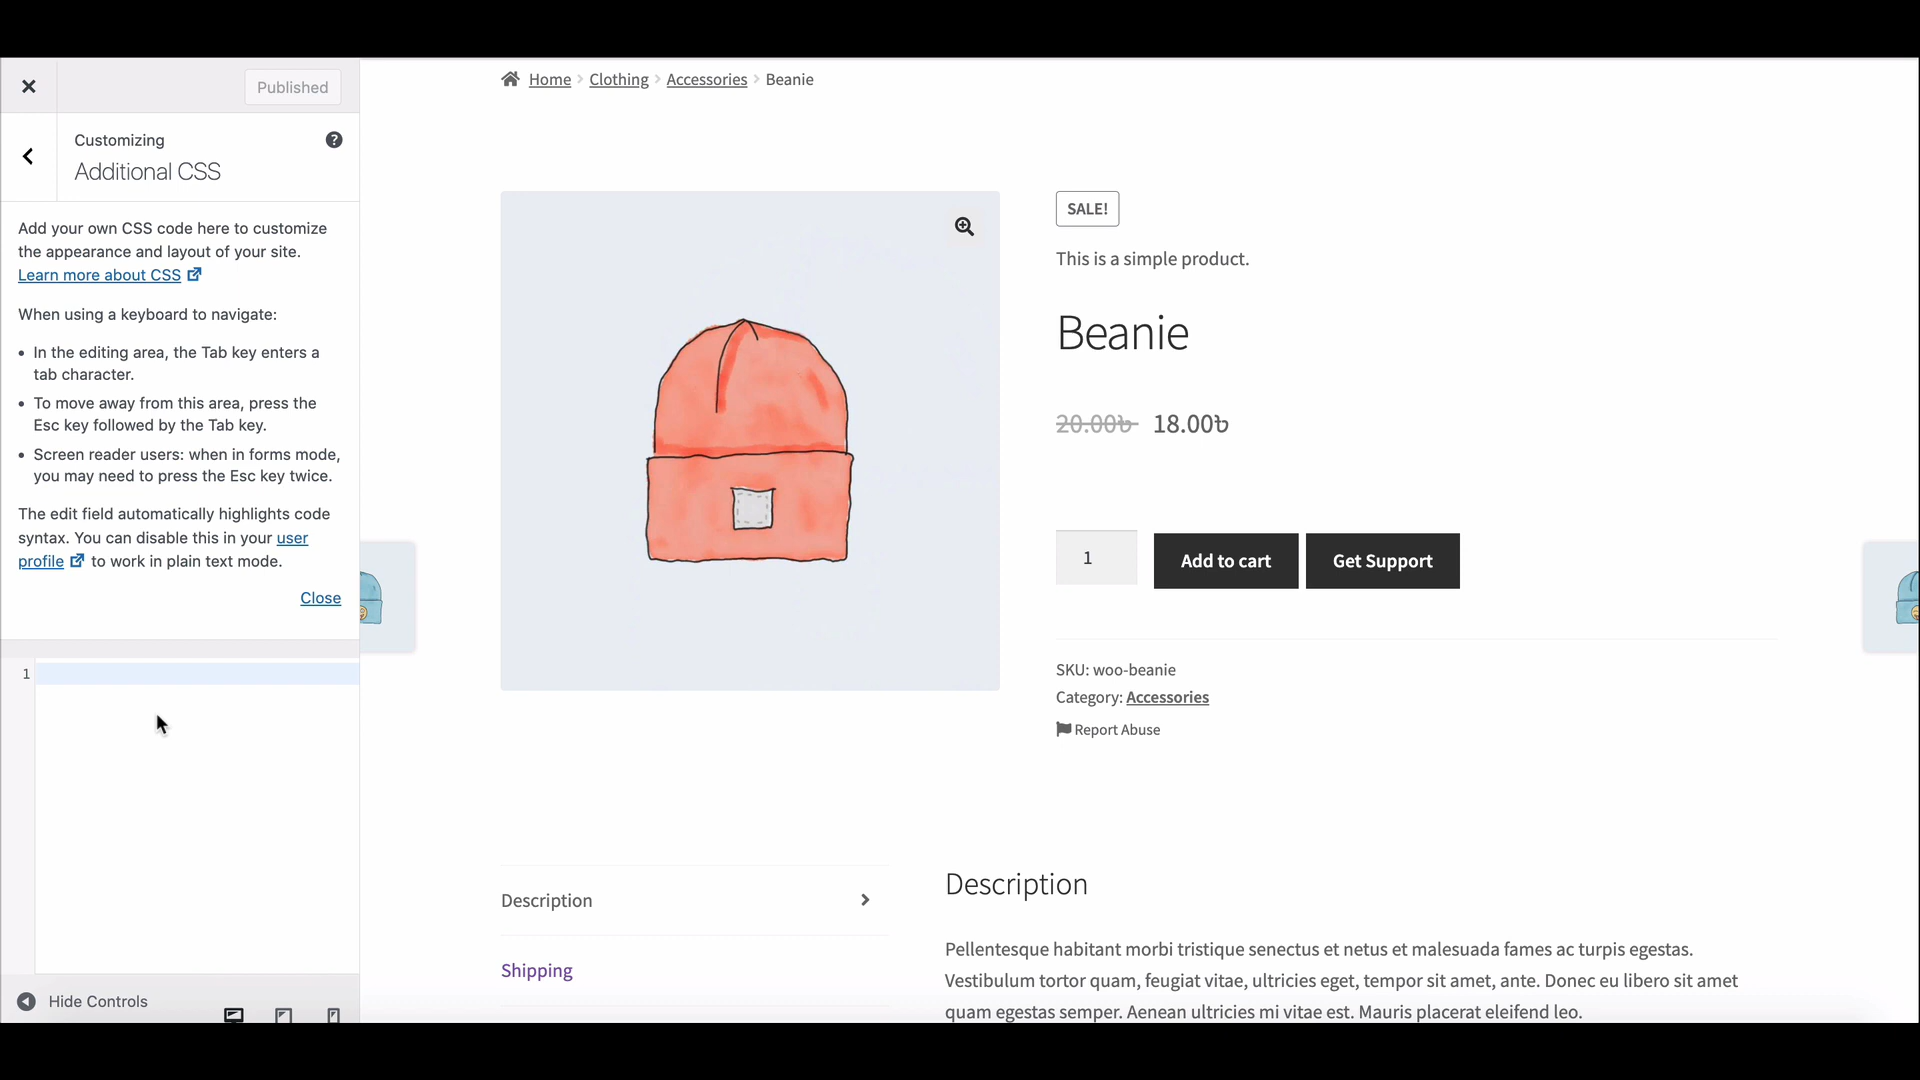 Published
Customizing
Additional CSS
Add your own CSS code here to customize
the appearance and layout of your site.
Learn more about CSS
When using a keyboard to navigate:
• In the editing area, the Tab key enters a
tab character.
• To move away from this area, press the
Esc key followed by the Tab key.
• Screen reader users: when in forms mode,
you may need to press the Esc key twice.
The edit field automatically highlights code
syntax. You can disable this in your user
profile to work in plain text mode.
Close
1
Hide Controls
Home > Clothing > Accessories > Beanie
SALE!
This is a simple product.
Beanie
20.00৳ 18.00৳
1 Add to cart Get Support
SKU: woo-beanie
Category: Accessories
Report Abuse
Description
Shipping
Description
Pellentesque habitant morbi tristique senectus et netus et malesuada fames ac turpis egestas.
Vestibulum tortor quam, feugiat vitae, ultricies eget, tempor sit amet, ante. Donec eu libero sit amet
quam egestas semper. Aenean ultricies mi vitae est. Mauris placerat eleifend leo.